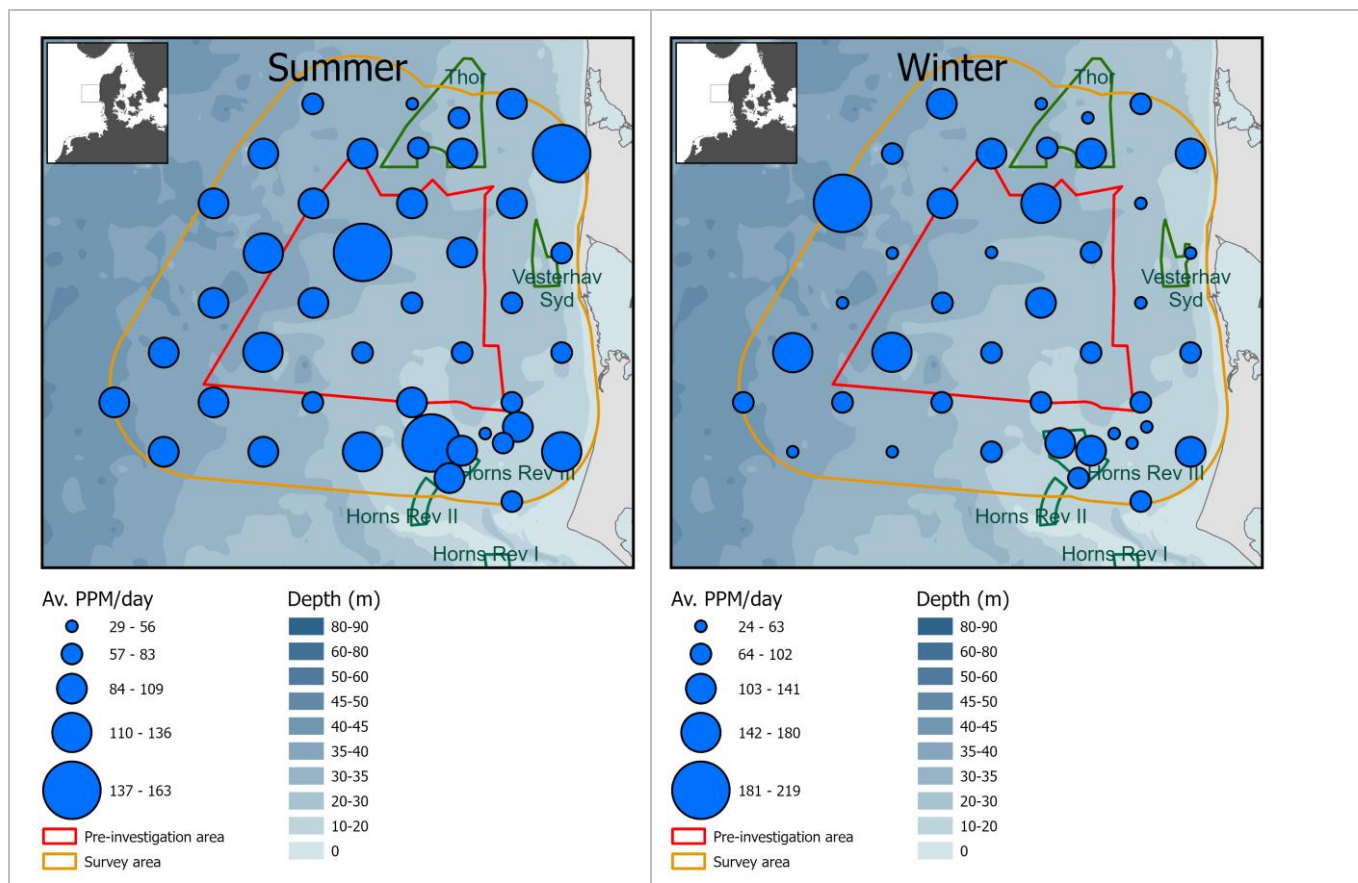 Summer
Thor
Vesterhav
Syd
Horns Rev III
Horns Rev II
Horns Rev I
Av. PPM/day
29 - 56
57 - 83
84 - 109
110 - 136
137 - 163
Pre-investigation area
Survey area
Depth (m)
80-90
60-80
50-60
45-50
40-45
35-40
30-35
20-30
10-20
0
Winter
Thor
Vesterhav
Syd
Horns Rev III
Horns Rev II
Horns Rev I
Av. PPM/day
24 - 63
64 - 102
103 - 141
142 - 180
181 - 219
Pre-investigation area
Survey area
Depth (m)
80-90
60-80
50-60
45-50
40-45
35-40
30-35
20-30
10-20
0